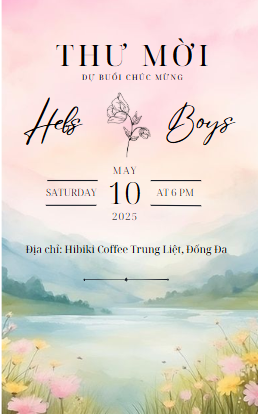 THƯ MỜI
DỰ BUỔI CHÚC MỪNG
Hels Boys
MAY
SATURDAY 10 AT 6 PM
2025
Địa chỉ: Hibiki Coffee Trung Liệt, Đống Đa